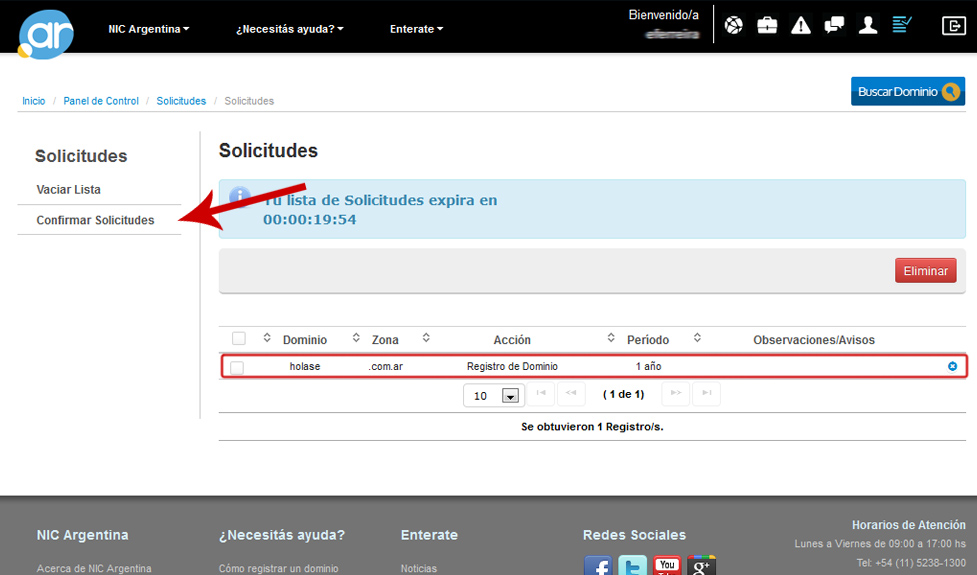 ar
NIC Argentina
¿Necesitás ayuda?
Enterate
Bienvenido/a
Inicio / Panel de Control / Solicitudes / Solicitudes
Buscar Dominio
Solicitudes
Vaciar Lista
Confirmar Solicitudes
Solicitudes
Tu lista de Solicitudes expira en
00:00:19:54
Eliminar
Dominio Zona Acción Período Observaciones/Avisos
holase .com.ar Registro de Dominio 1 año
10 ( 1 de 1)
Se obtuvieron 1 Registro/s.
NIC Argentina
Acerca de NIC Argentina
¿Necesitás ayuda?
Cómo registrar un dominio
Enterate
Noticias
Redes Sociales
You
g+
Horarios de Atención
Lunes a Viernes de 09:00 a 17:00 hs
Tel: +54 (11) 5238-1300